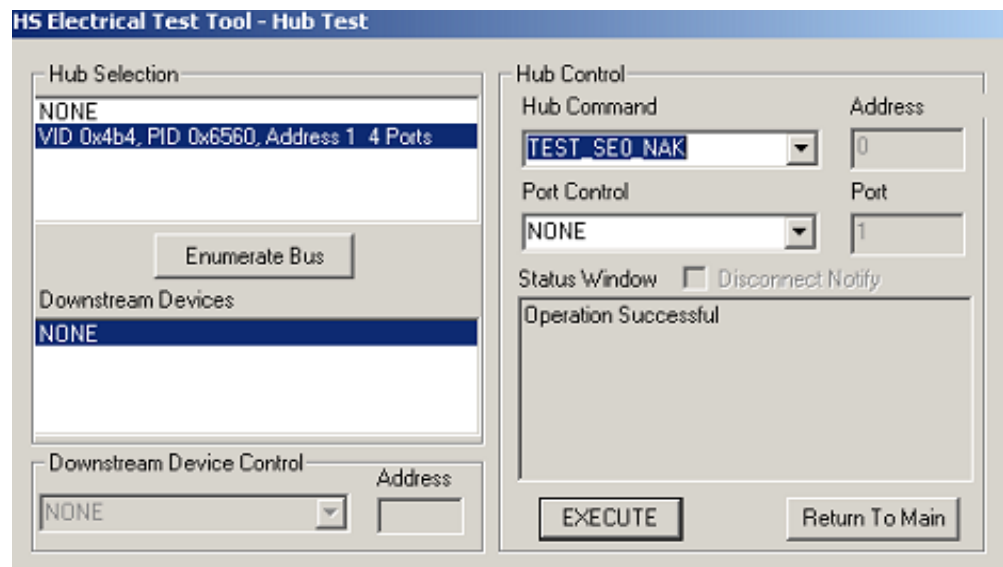 HS Electrical Test Tool - Hub Test
Hub Selection
NONE
VID 0x4b4, PID 0x6560, Address 1 4 Ports
Enumerate Bus
Downstream Devices
NONE
Downstream Device Control
Address
NONE
Hub Control
Hub Command Address
TEST_SE0_NAK 0
Port Control Port
NONE 1
Status Window Disconnect Notify
Operation Successful
EXECUTE Return To Main